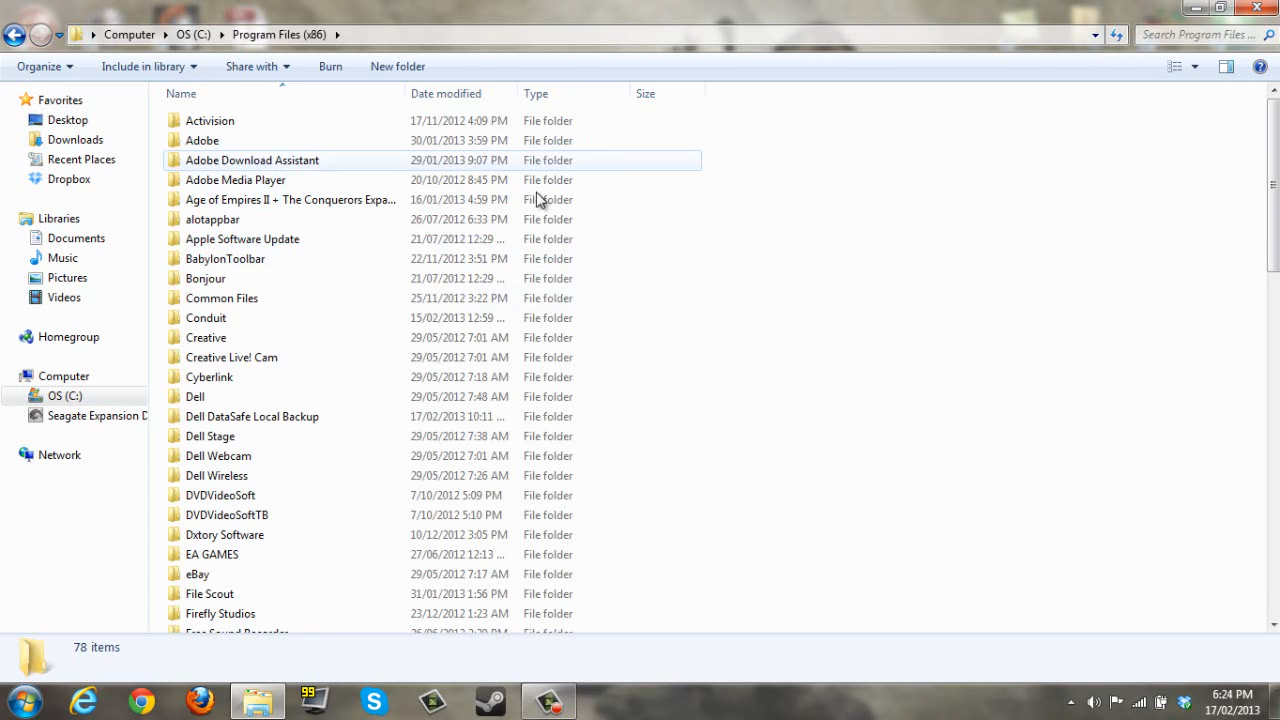 Computer OS (C:) Program Files (x86) Search Program Files ...
Organize Include in library Share with Burn New folder
Name Date modified Type Size
Favorites
Desktop
Downloads
Recent Places
Dropbox
Libraries
Documents
Music
Pictures
Videos
Homegroup
Computer
OS (C:)
Seagate Expansion D
Network
Activision 17/11/2012 4:09 PM File folder
Adobe 30/01/2013 3:59 PM File folder
Adobe Download Assistant 29/01/2013 9:07 PM File folder
Adobe Media Player 20/10/2012 8:45 PM File folder
Age of Empires II + The Conquerors Expa... 16/01/2013 4:59 PM File folder
alotappbar 26/07/2012 6:33 PM File folder
Apple Software Update 21/07/2012 12:29 ... File folder
BabylonToolbar 22/11/2012 3:51 PM File folder
Bonjour 21/07/2012 12:29 ... File folder
Common Files 25/11/2012 3:22 PM File folder
Conduit 15/02/2013 12:59 ... File folder
Creative 29/05/2012 7:01 AM File folder
Creative Live! Cam 29/05/2012 7:01 AM File folder
Cyberlink 29/05/2012 7:18 AM File folder
Dell 29/05/2012 7:48 AM File folder
Dell DataSafe Local Backup 17/02/2013 10:11 ... File folder
Dell Stage 29/05/2012 7:38 AM File folder
Dell Webcam 29/05/2012 7:01 AM File folder
Dell Wireless 29/05/2012 7:26 AM File folder
DVDVideoSoft 7/10/2012 5:09 PM File folder
DVDVideoSoftTB 7/10/2012 5:10 PM File folder
Dxtory Software 10/12/2012 3:05 PM File folder
EA GAMES 27/06/2012 12:13 ... File folder
eBay 29/05/2012 7:17 AM File folder
File Scout 31/01/2013 1:56 PM File folder
Firefly Studios 23/12/2012 1:23 AM File folder
Free Sound Recorder
78 items
99
6:24 PM
17/02/2013